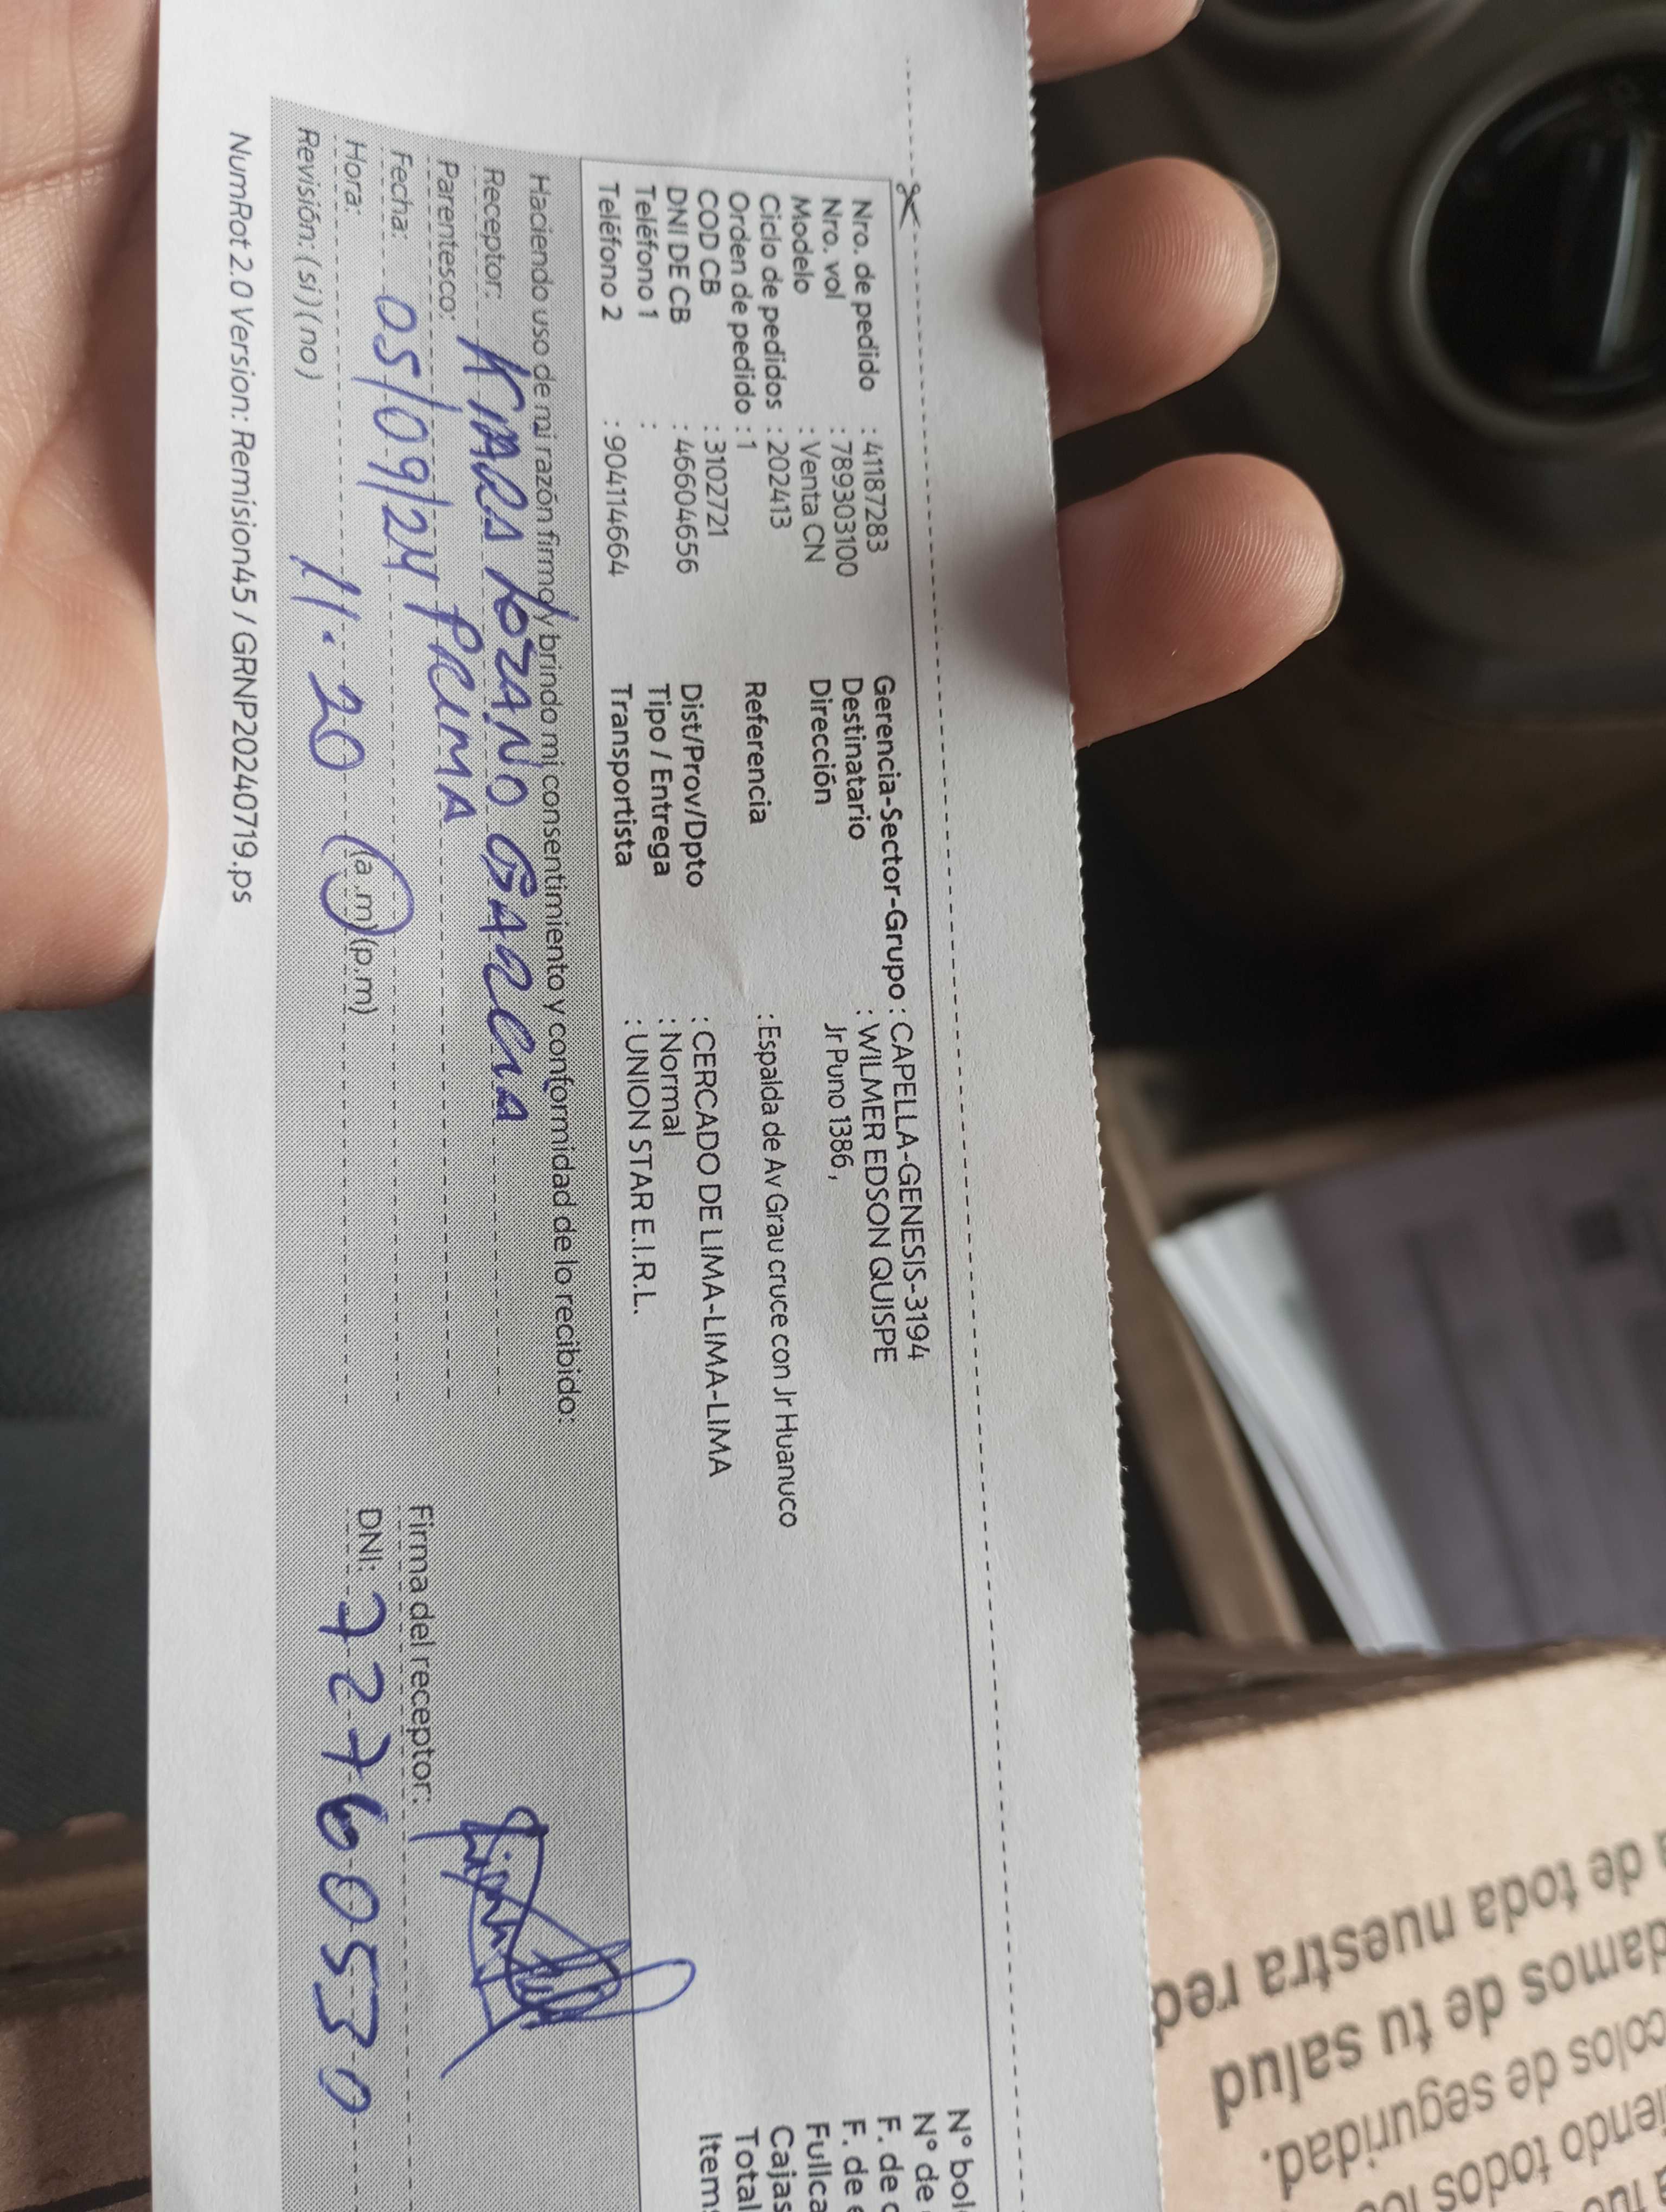 Nro. de pedido : 411187283
Nro. vol : 789303100
Modelo : Venta CN
Ciclo de pedidos : 202413
Orden de pedido : 1
COD CB : 31027721
DNI DE CB : 46604656
Teléfono 1 :
Teléfono 2 : 904114664
Gerencia-Sector-Grupo : CAPELLA-GENESIS-3194
Destinatario : WILMER EDSON QUISPE
Dirección Jr Puno 1386 ,
Referencia : Espalda de Av Grau cruce con Jr Huanuco
Dist/Prov/Dpto : CERCADO DE LIMA-LIMA-LIMA
Tipo / Entrega : Normal
Transportista : UNION STAR E.I.R.L.
N° bol
N° de
F. de
F. de
Fullca
Cajas
Total
Item
Haciendo uso de mi razón firmo y brindo mi consentimiento y conformidad de lo recibido:
Receptor: KIARA LOZANO GARCIA
Parentesco: PRIMA
Fecha: 05/09/24
Hora: 11.20 (a.m) (p.m)
Revisión: (si) (no)
Firma del receptor:
DNI: 72760530
NumRot 2.0 Version: Remision45 / GRNP20240719.ps
de toda nuestra red
damos de tu salud
colos de seguridad.
iendo todos los